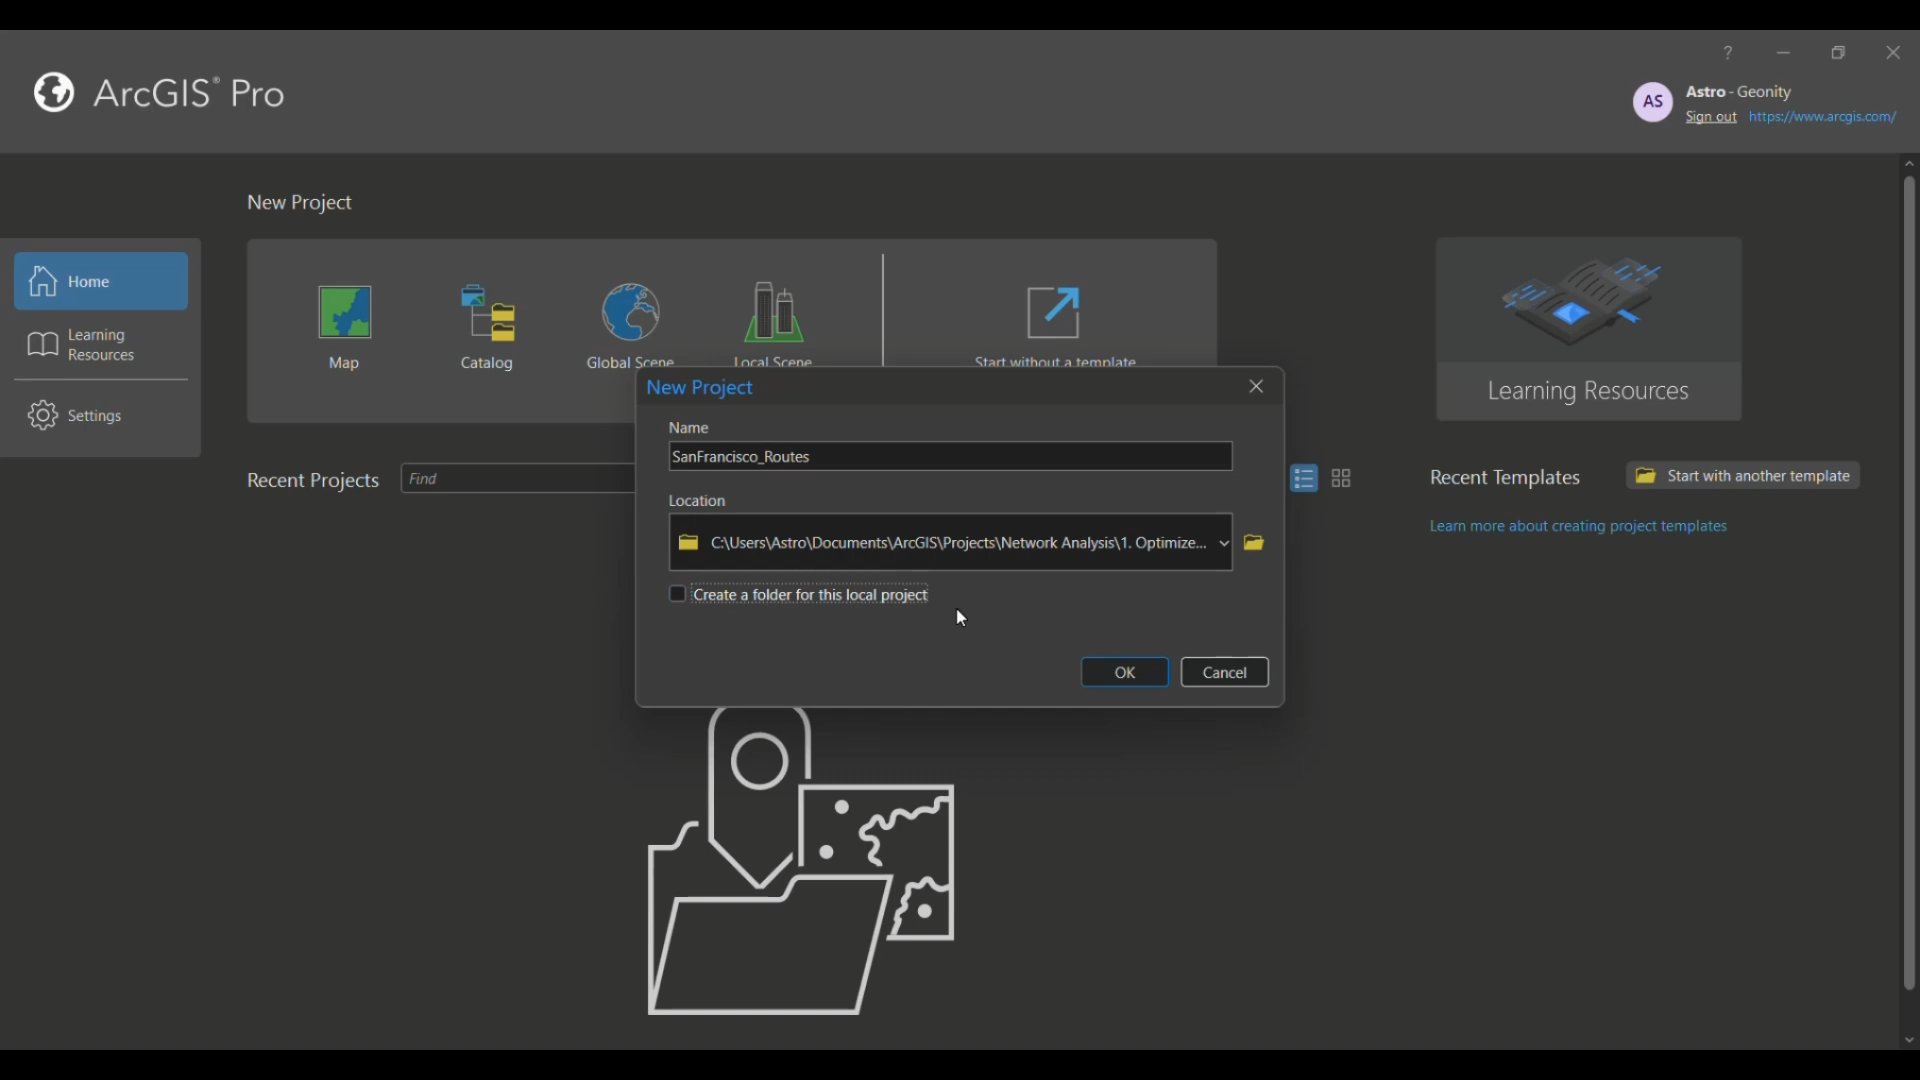 ?
ArcGIS® Pro
AS
Astro - Geonity
Sign out https://www.arcgis.com/
New Project
Home
Learning
Resources
Settings
Map
Catalog
Global Scene
Local Scene
Start without a template
Learning Resources
New Project
Name
SanFrancisco_Routes
Location
C:\Users\Astro\Documents\ArcGIS\Projects\Network Analysis\1. Optimize...
Create a folder for this local project
OK
Cancel
Recent Projects
Find
Recent Templates
Start with another template
Learn more about creating project templates